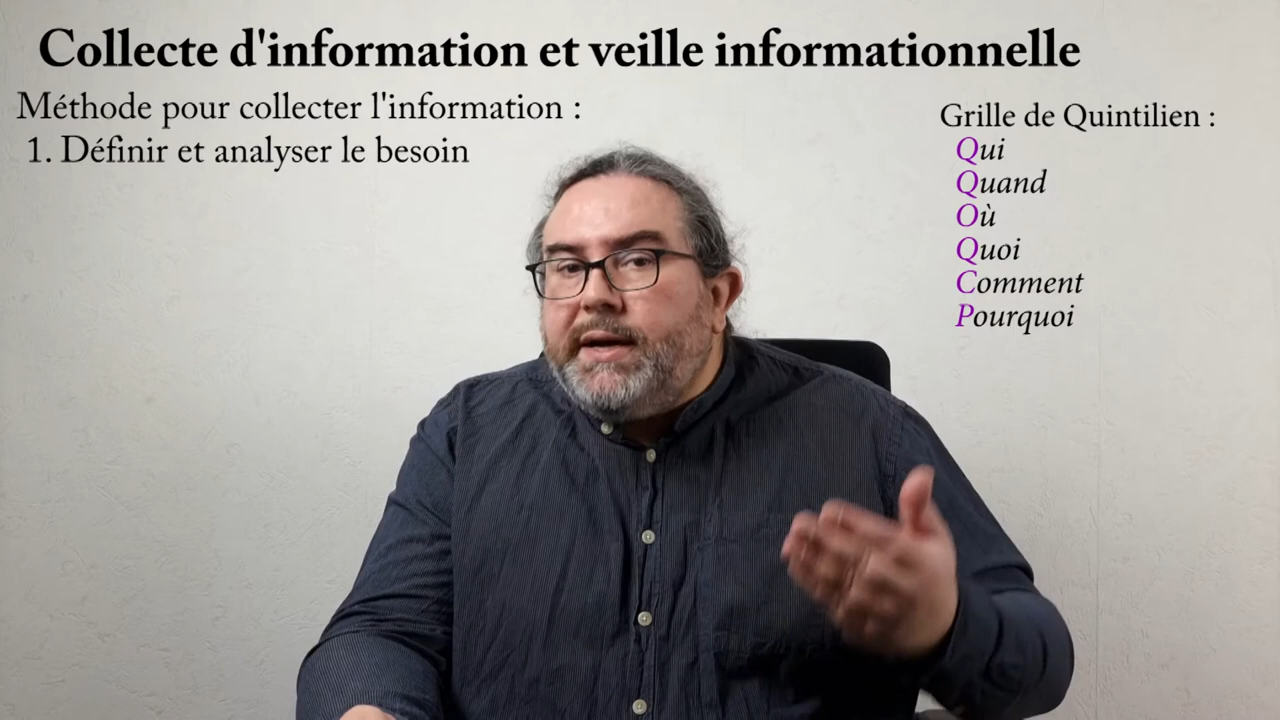 Collecte d'information et veille informationnelle
Méthode pour collecter l'information :
1. Définir et analyser le besoin
Grille de Quintilien :
Qui
Quand
Où
Quoi
Comment
Pourquoi